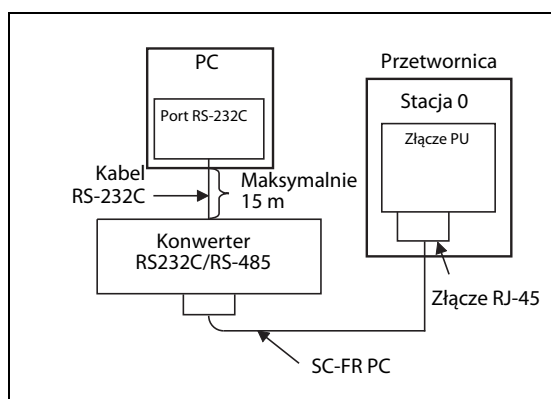 PC
Port RS-232C
Kabel
RS-232C
Maksymalnie
15 m
Konwerter
RS232C/RS-485
SC-FR PC
Przetwornica
Stacja 0
Złącze PU
Złącze RJ-45